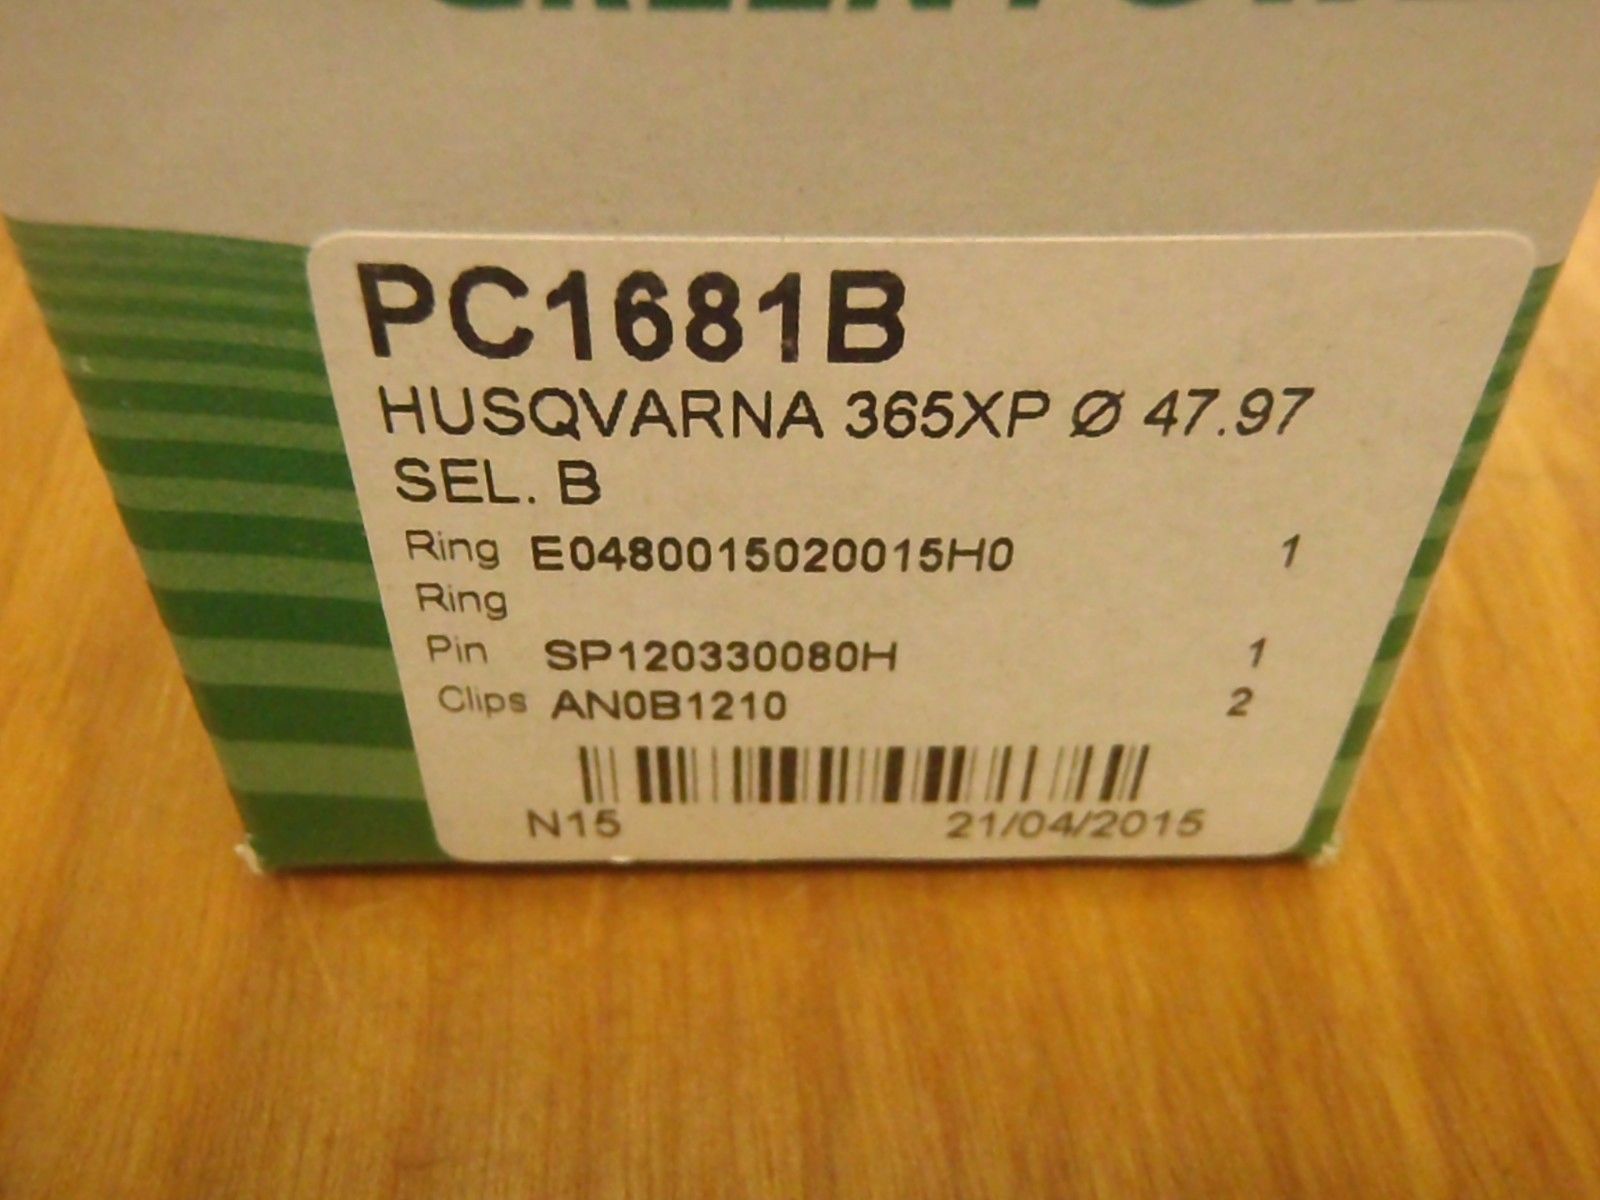 PC1681B
HUSQVARNA 365XP Ø 47.97
SEL. B
Ring E0480015020015H0 1
Ring
Pin SP120330080H 1
Clips AN0B1210 2
N15 21/04/2015